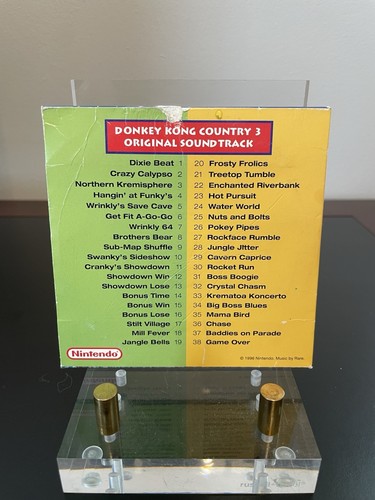 DONKEY KONG COUNTRY 3
ORIGINAL SOUNDTRACK
Dixie Beat 1
Crazy Calypso 2
Northern Kremisphere 3
Hangin' at Funky's 4
Wrinkly's Save Cave 5
Get Fit A-Go-Go 6
Wrinkly 64 7
Brothers Bear 8
Sub-Map Shuffle 9
Swanky's Sideshow 10
Cranky's Showdown 11
Showdown Win 12
Showdown Lose 13
Bonus Time 14
Bonus Win 15
Bonus Lose 16
Stilt Village 17
Mill Fever 18
Jangle Bells 19
20 Frosty Frolics
21 Treetop Tumble
22 Enchanted Riverbank
23 Hot Pursuit
24 Water World
25 Nuts and Bolts
26 Pokey Pipes
27 Rockface Rumble
28 Jungle Jitter
29 Cavern Caprice
30 Rocket Run
31 Boss Boogie
32 Crystal Chasm
33 Krematoa Koncerto
34 Big Boss Blues
35 Mama Bird
36 Chase
37 Baddies on Parade
38 Game Over
Nintendo
© 1996 Nintendo. Music by Rare.